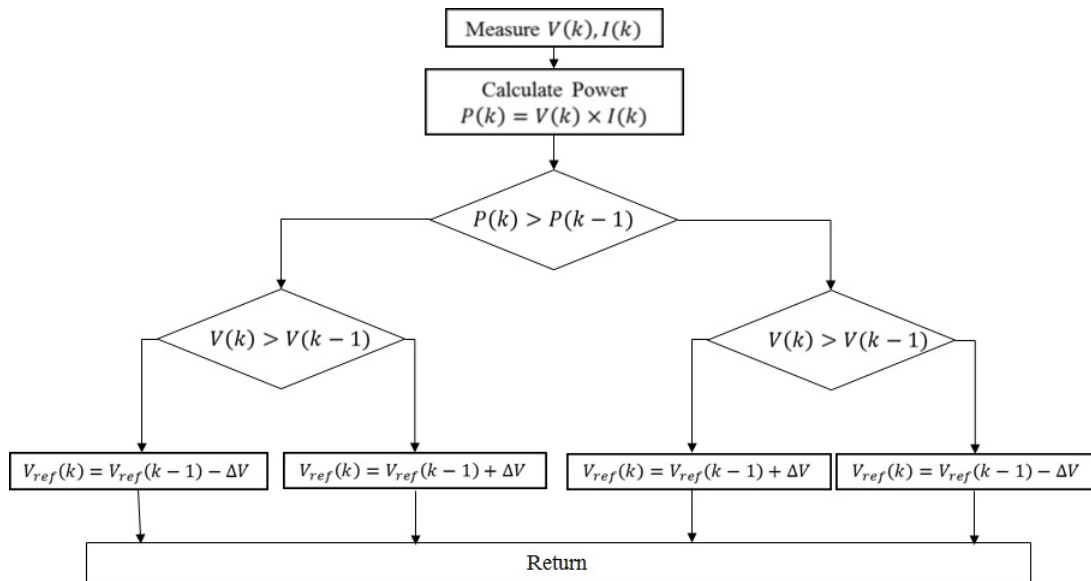 Measure V(k), I(k)
Calculate Power
P(k) = V(k) × I(k)
P(k) > P(k − 1)
V(k) > V(k − 1)
V(k) > V(k − 1)
V_ref(k) = V_ref(k − 1) − ΔV
V_ref(k) = V_ref(k − 1) + ΔV
V_ref(k) = V_ref(k − 1) + ΔV
V_ref(k) = V_ref(k − 1) − ΔV
Return